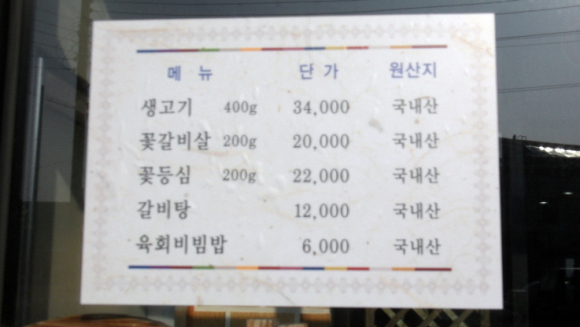 메 뉴 단 가 원산지
생고기 400g 34,000 국내산
꽃갈비살 200g 20,000 국내산
꽃등심 200g 22,000 국내산
갈비탕 12,000 국내산
육회비빔밥 6,000 국내산